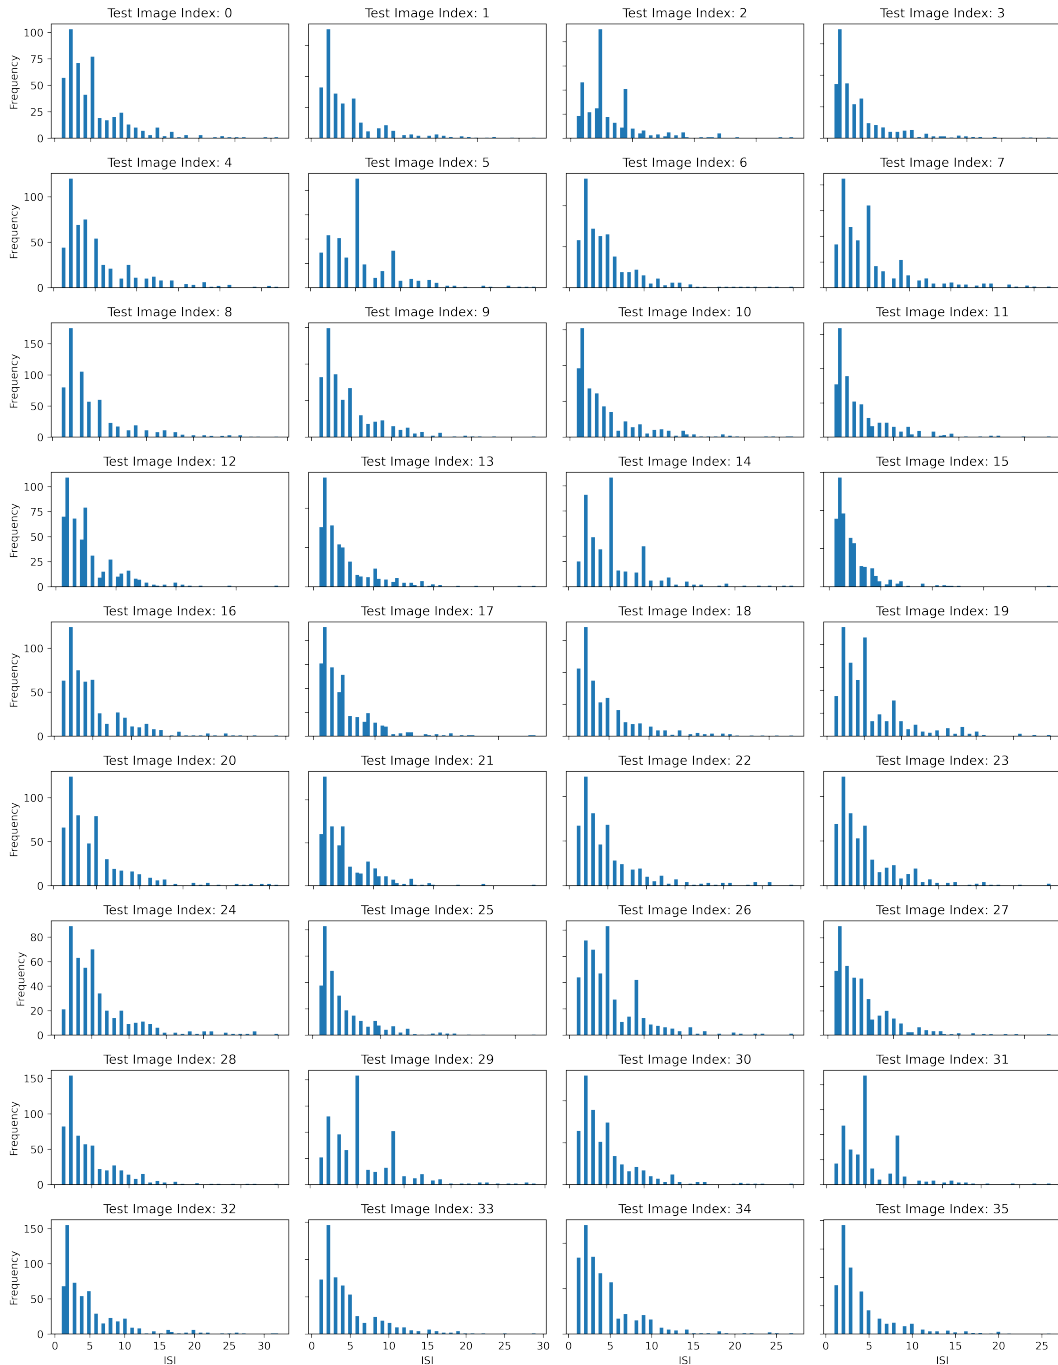 Test Image Index: 0 Test Image Index: 1 Test Image Index: 2 Test Image Index: 3
100
75
50
25
0
Frequency
Test Image Index: 4 Test Image Index: 5 Test Image Index: 6 Test Image Index: 7
100
50
0
Frequency
Test Image Index: 8 Test Image Index: 9 Test Image Index: 10 Test Image Index: 11
150
100
50
0
Frequency
Test Image Index: 12 Test Image Index: 13 Test Image Index: 14 Test Image Index: 15
100
75
50
25
0
Frequency
Test Image Index: 16 Test Image Index: 17 Test Image Index: 18 Test Image Index: 19
100
50
0
Frequency
Test Image Index: 20 Test Image Index: 21 Test Image Index: 22 Test Image Index: 23
100
50
0
Frequency
Test Image Index: 24 Test Image Index: 25 Test Image Index: 26 Test Image Index: 27
80
60
40
20
0
Frequency
Test Image Index: 28 Test Image Index: 29 Test Image Index: 30 Test Image Index: 31
150
100
50
0
Frequency
Test Image Index: 32 Test Image Index: 33 Test Image Index: 34 Test Image Index: 35
150
100
50
0
Frequency
0 5 10 15 20 25 30 0 5 10 15 20 25 30 0 5 10 15 20 25 0 5 10 15 20 25
ISI ISI ISI ISI